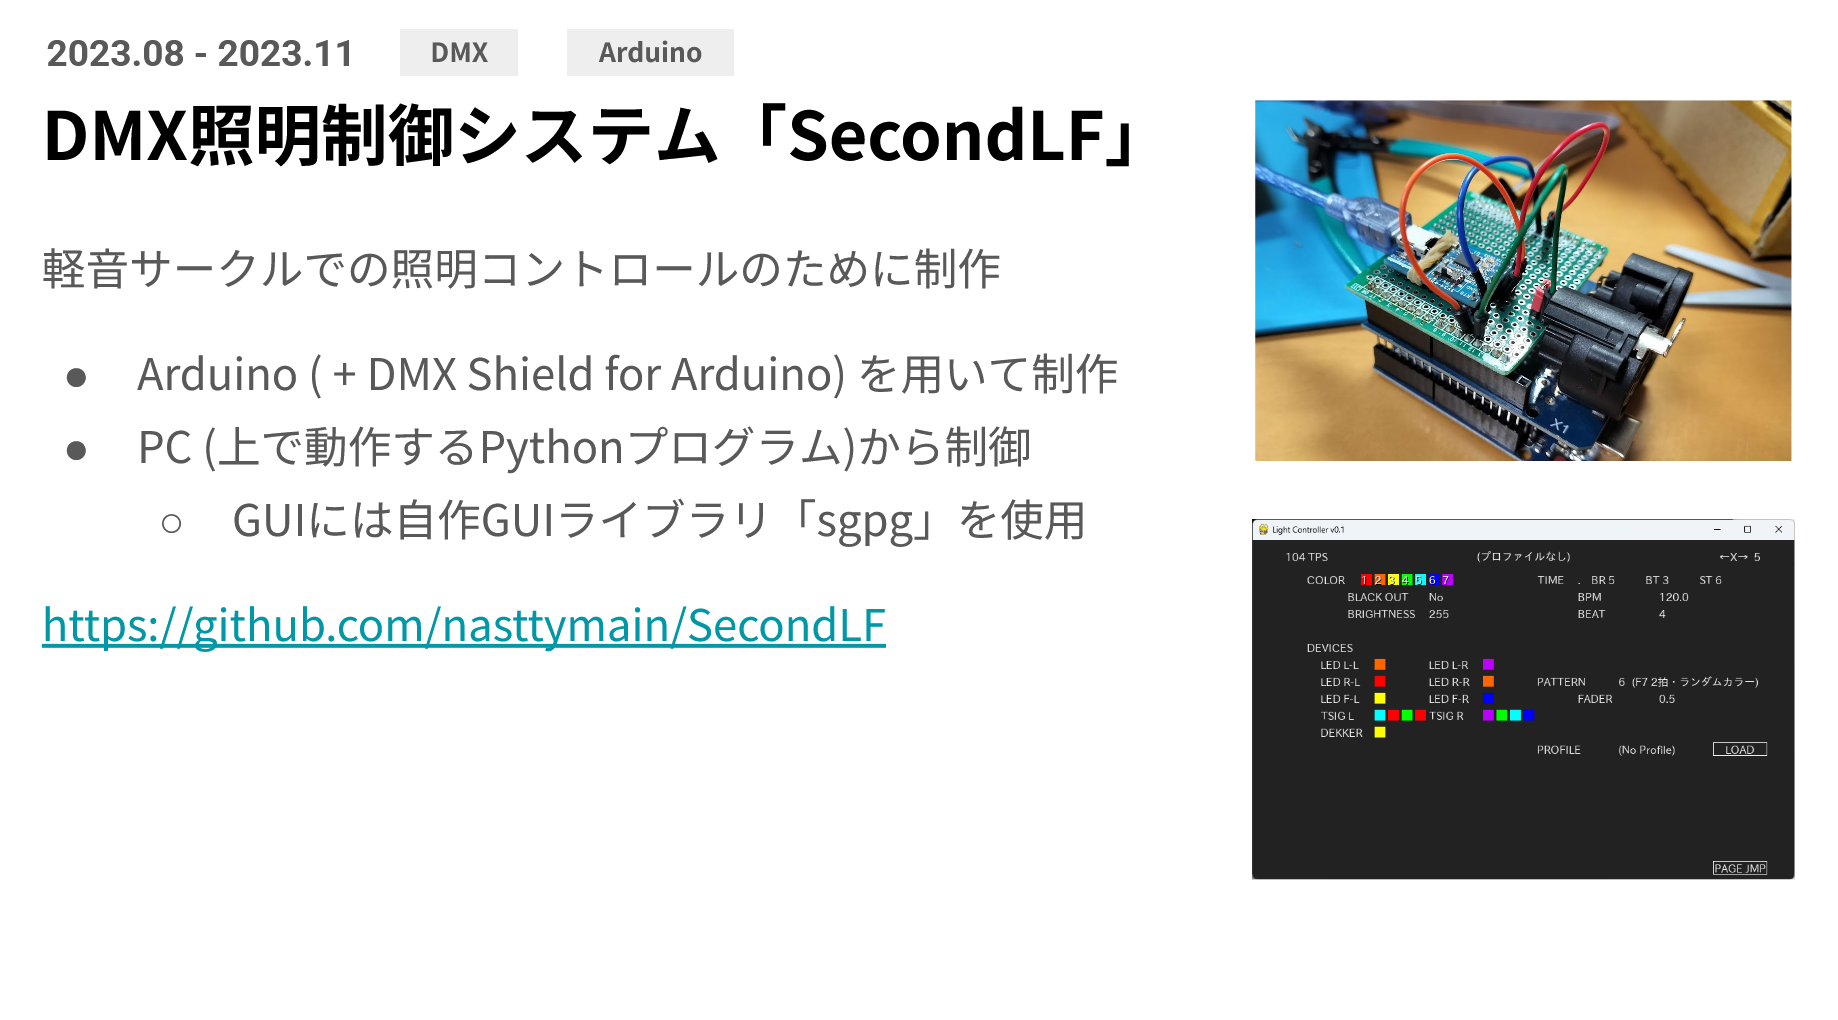 2023.08 - 2023.11 DMX Arduino
DMX照明制御システム「SecondLF」
軽音サークルでの照明コントロールのために制作
● Arduino ( + DMX Shield for Arduino) を用いて制作
● PC (上で動作するPythonプログラム)から制御
○ GUIには自作GUIライブラリ「sgpg」を使用
https://github.com/nasttymain/SecondLF
X1
Light Controller v0.1
104 TPS (プロファイルなし) ←X→ 5
COLOR 1 2 3 4 5 6 7 TIME . BR 5 BT 3 ST 6
BLACK OUT No BPM 120.0
BRIGHTNESS 255 BEAT 4
DEVICES
LED L-L LED L-R
LED R-L LED R-R PATTERN 6 (F7 2拍・ランダムカラー)
LED F-L LED F-R FADER 0.5
TSIG L TSIG R
DEKKER
PROFILE (No Profile) LOAD
PAGE JMP